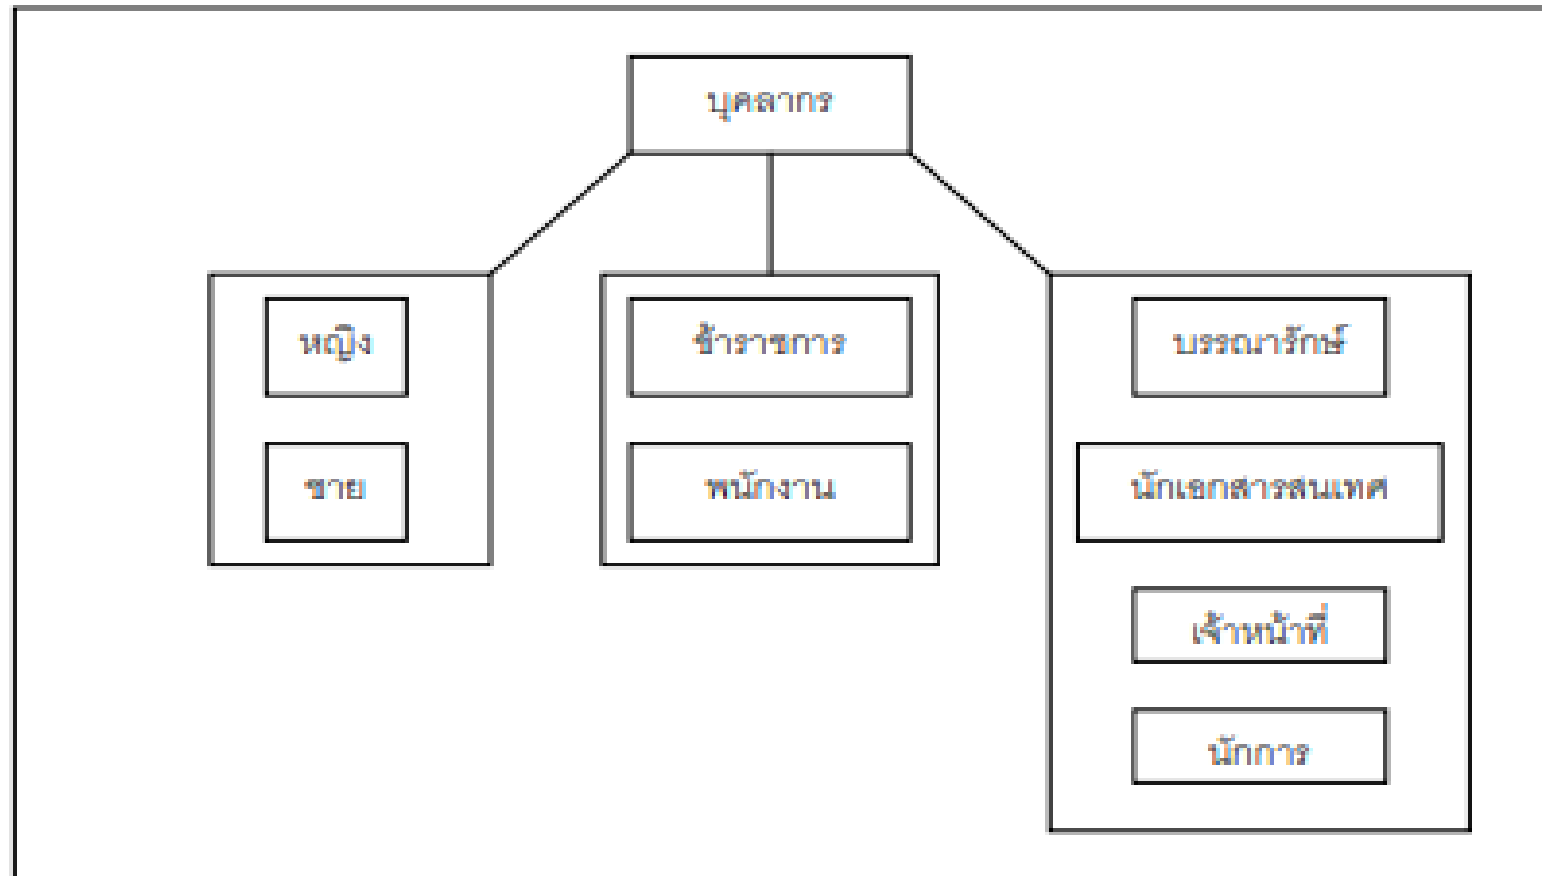 บุคลากร
หญิง
ชาย
ข้าราชการ
พนักงาน
บรรณารักษ์
นักเอกสารสนเทศ
เจ้าหน้าที่
นักการ